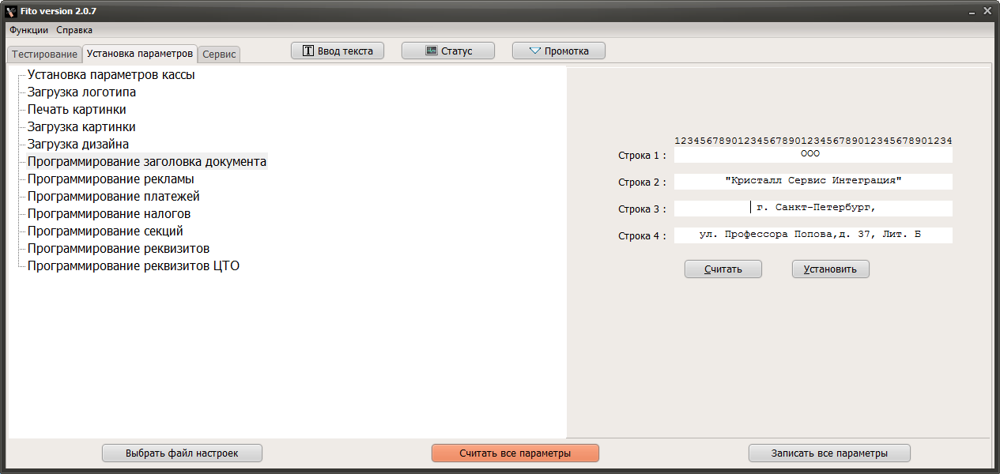 Fito version 2.0.7
Функции Справка
Тестирование Установка параметров Сервис Ввод текста Статус Промотка
Установка параметров кассы
Загрузка логотипа
Печать картинки
Загрузка картинки
Загрузка дизайна
Программирование заголовка документа
Программирование рекламы
Программирование платежей
Программирование налогов
Программирование секций
Программирование реквизитов
Программирование реквизитов ЦТО
12345678901234567890123456789012345678901234
Строка 1 : ООО
Строка 2 : "Кристалл Сервис Интеграция"
Строка 3 : г. Санкт-Петербург,
Строка 4 : ул. Профессора Попова,д. 37, Лит. Б
Считать Установить
Выбрать файл настроек Считать все параметры Записать все параметры